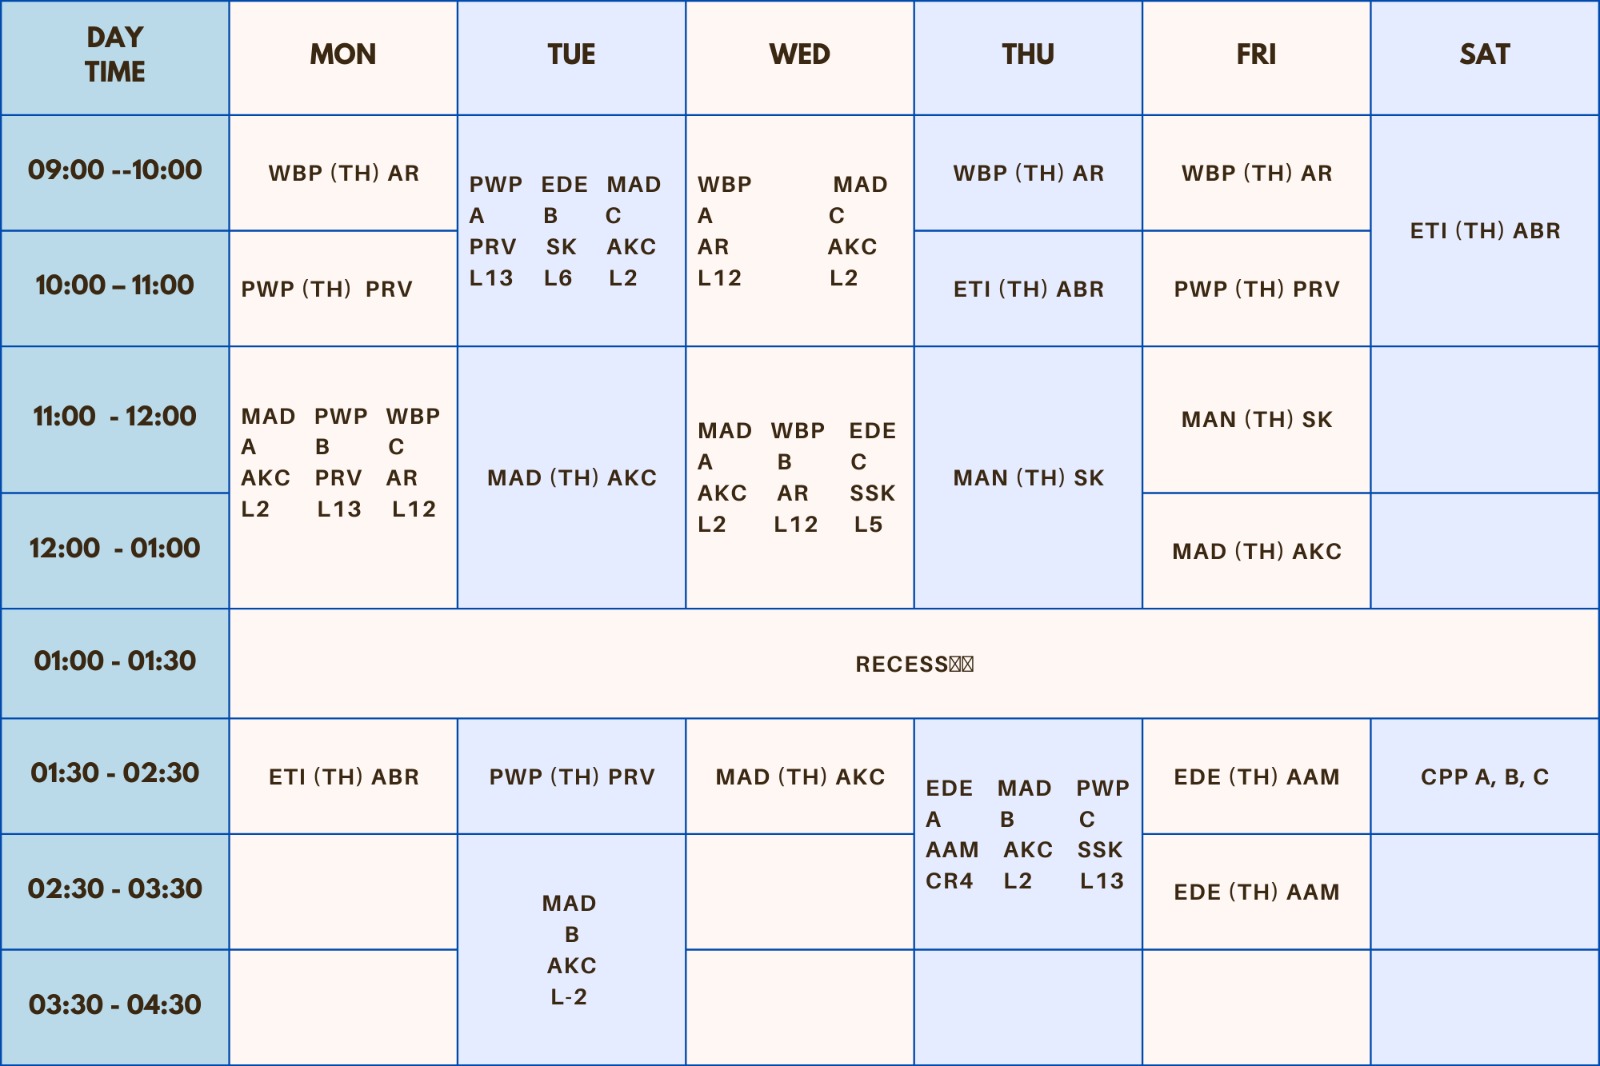 DAY MON TUE WED THU FRI SAT
TIME
09:00 --10:00 WBP (TH) AR WBP (TH) AR WBP (TH) AR
PWP EDE MAD WBP MAD
A B C A C
PRV SK AKC AR AKC
L13 L6 L2 L12 L2
ETI (TH) ABR
10:00 – 11:00 PWP (TH) PRV ETI (TH) ABR PWP (TH) PRV
11:00 - 12:00
MAD PWP WBP
A B C
AKC PRV AR
L2 L13 L12
MAD (TH) AKC
MAD WBP EDE
A B C
AKC AR SSK
L2 L12 L5
MAN (TH) SK
MAN (TH) SK
12:00 - 01:00 MAD (TH) AKC
01:00 - 01:30 RECESS
01:30 - 02:30 ETI (TH) ABR PWP (TH) PRV MAD (TH) AKC
EDE MAD PWP
A B C
AAM AKC SSK
CR4 L2 L13
EDE (TH) AAM CPP A, B, C
02:30 - 03:30
MAD
B
AKC
L-2
EDE (TH) AAM
03:30 - 04:30